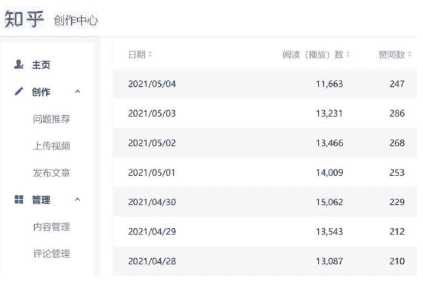 知乎 创作中心
主页
创作
问题推荐
上传视频
发布文章
管理
内容管理
评论管理
日期 阅读（播放）数 赞同数
2021/05/04 11,663 247
2021/05/03 13,231 286
2021/05/02 13,466 268
2021/05/01 14,009 253
2021/04/30 15,062 229
2021/04/29 13,543 212
2021/04/28 13,087 210